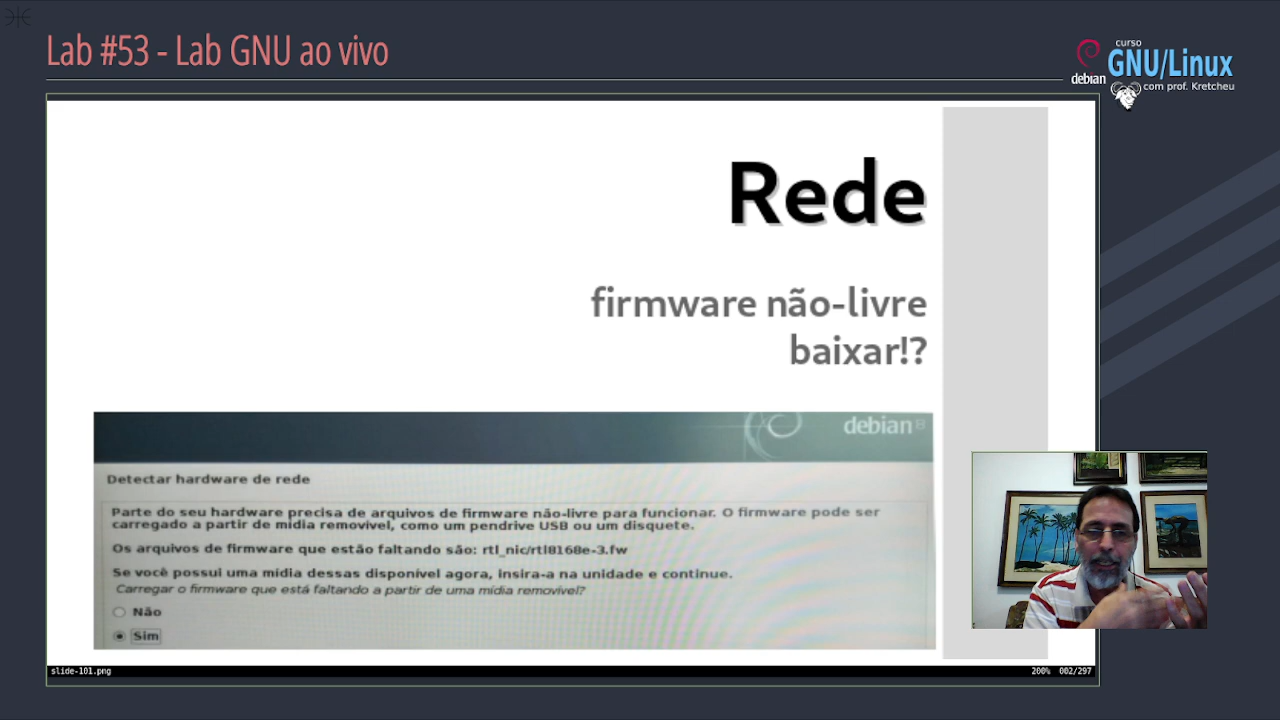 Lab #53 - Lab GNU ao vivo
curso
GNU/Linux
debian
com prof. Kretcheu
Rede
firmware não-livre
baixar!?
debian 8
Detectar hardware de rede
Parte do seu hardware precisa de arquivos de firmware não-livre para funcionar. O firmware pode ser
carregado a partir de mídia removível, como um pendrive USB ou um disquete.
Os arquivos de firmware que estão faltando são: rtl_nic/rtl8168e-3.fw
Se você possui uma mídia dessas disponível agora, insira-a na unidade e continue.
Carregar o firmware que está faltando a partir de uma mídia removível?
Não
Sim
slide-101.png
200% 002/297